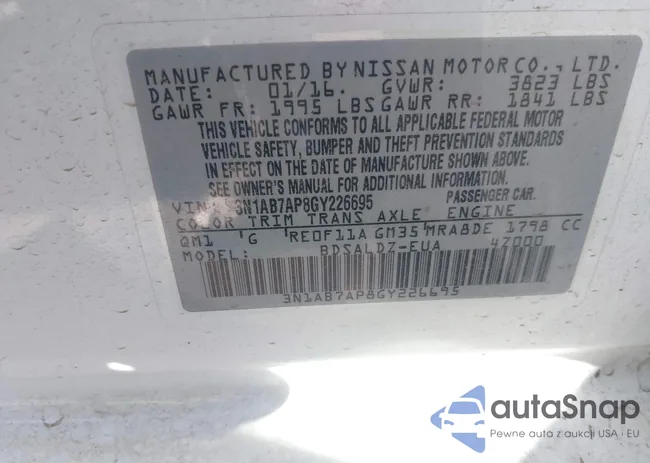 MANUFACTURED BY NISSAN MOTOR CO., LTD.
DATE: 01/16. GVWR: 3823 LBS
GAWR FR: 1995 LBS GAWR RR: 1841 LBS
THIS VEHICLE CONFORMS TO ALL APPLICABLE FEDERAL MOTOR
VEHICLE SAFETY, BUMPER AND THEFT PREVENTION STANDARDS
IN EFFECT ON THE DATE OF MANUFACTURE SHOWN ABOVE.
SEE OWNER'S MANUAL FOR ADDITIONAL INFORMATION.
VIN: 3N1AB7AP8GY226695 PASSENGER CAR.
COLOR TRIM TRANS AXLE ENGINE
QM1 'G RE0F11A GM35 MRA8DE 1798 CC
MODEL: BDSALDZ-EUA 47000
3N1AB7AP8GY226695
autoSnap
Pewne auta z aukcji USA i EU